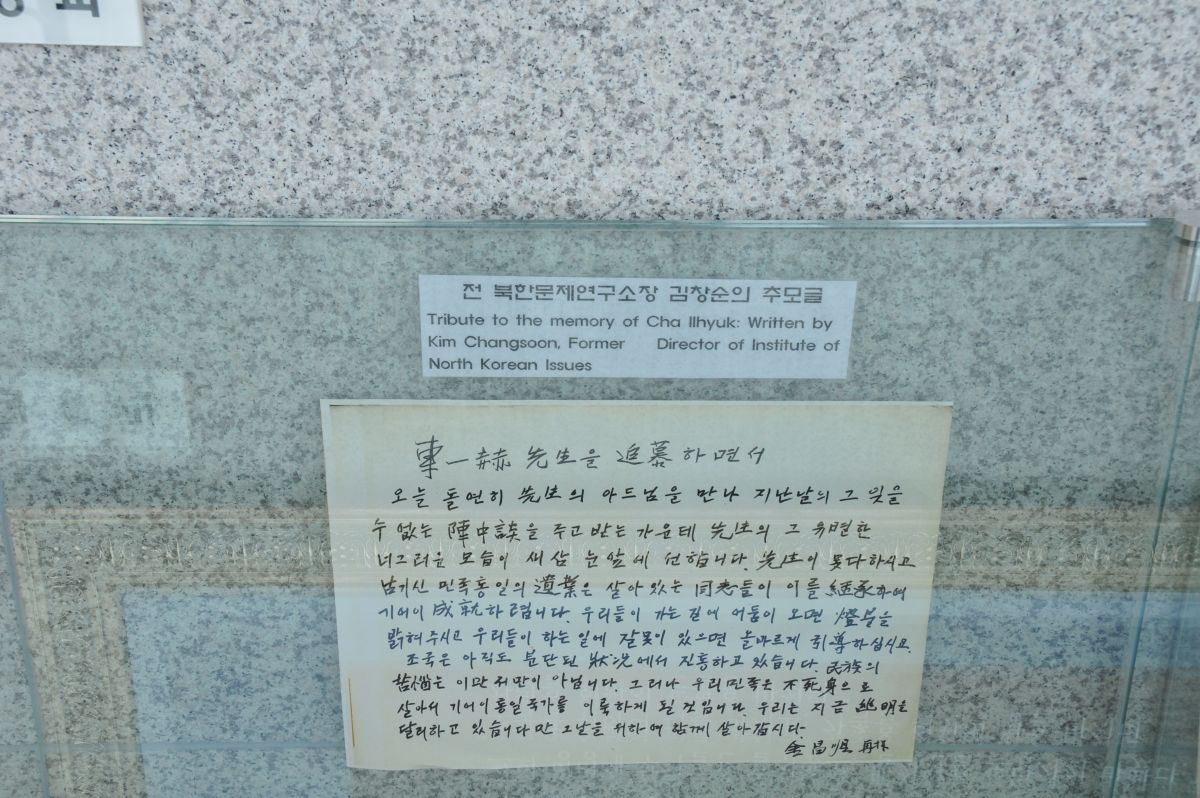 전 북한문제연구소장 김창순의 추모글
Tribute to the memory of Cha Ilhyuk: Written by
Kim Changsoon, Former Director of Institute of
North Korean Issues
車一赫 先生을 追慕하면서
오늘 돌연히 先生의 아드님을 만나 지난날의 그 잊을
수 없는 陣中談을 주고 받는 가운데 先生의 그 유별한
너그러운 모습이 새삼 눈앞에 선합니다. 先生이 못다하시고
남기신 민족통일의 遺業은 살아있는 同志들이 이를 継承하여
기어이 成就하렵니다. 우리들이 가는 길에 어둠이 오면 燈불을
밝혀주시고 우리들이 하는 일에 잘못이 있으면 올바르게 引導하십시오.
조국은 아직도 분단된 狀況에서 진통하고 있습니다. 民族의
苦惱는 이만저만이 아닙니다. 그러나 우리민족은 不死身으로
살아서 기어이 통일국가를 이룩하게 될 것입니다. 우리는 지금 幽明을
달리하고 있습니다만 그날을 위하여 함께 살아갑시다.
金昌順 再拜